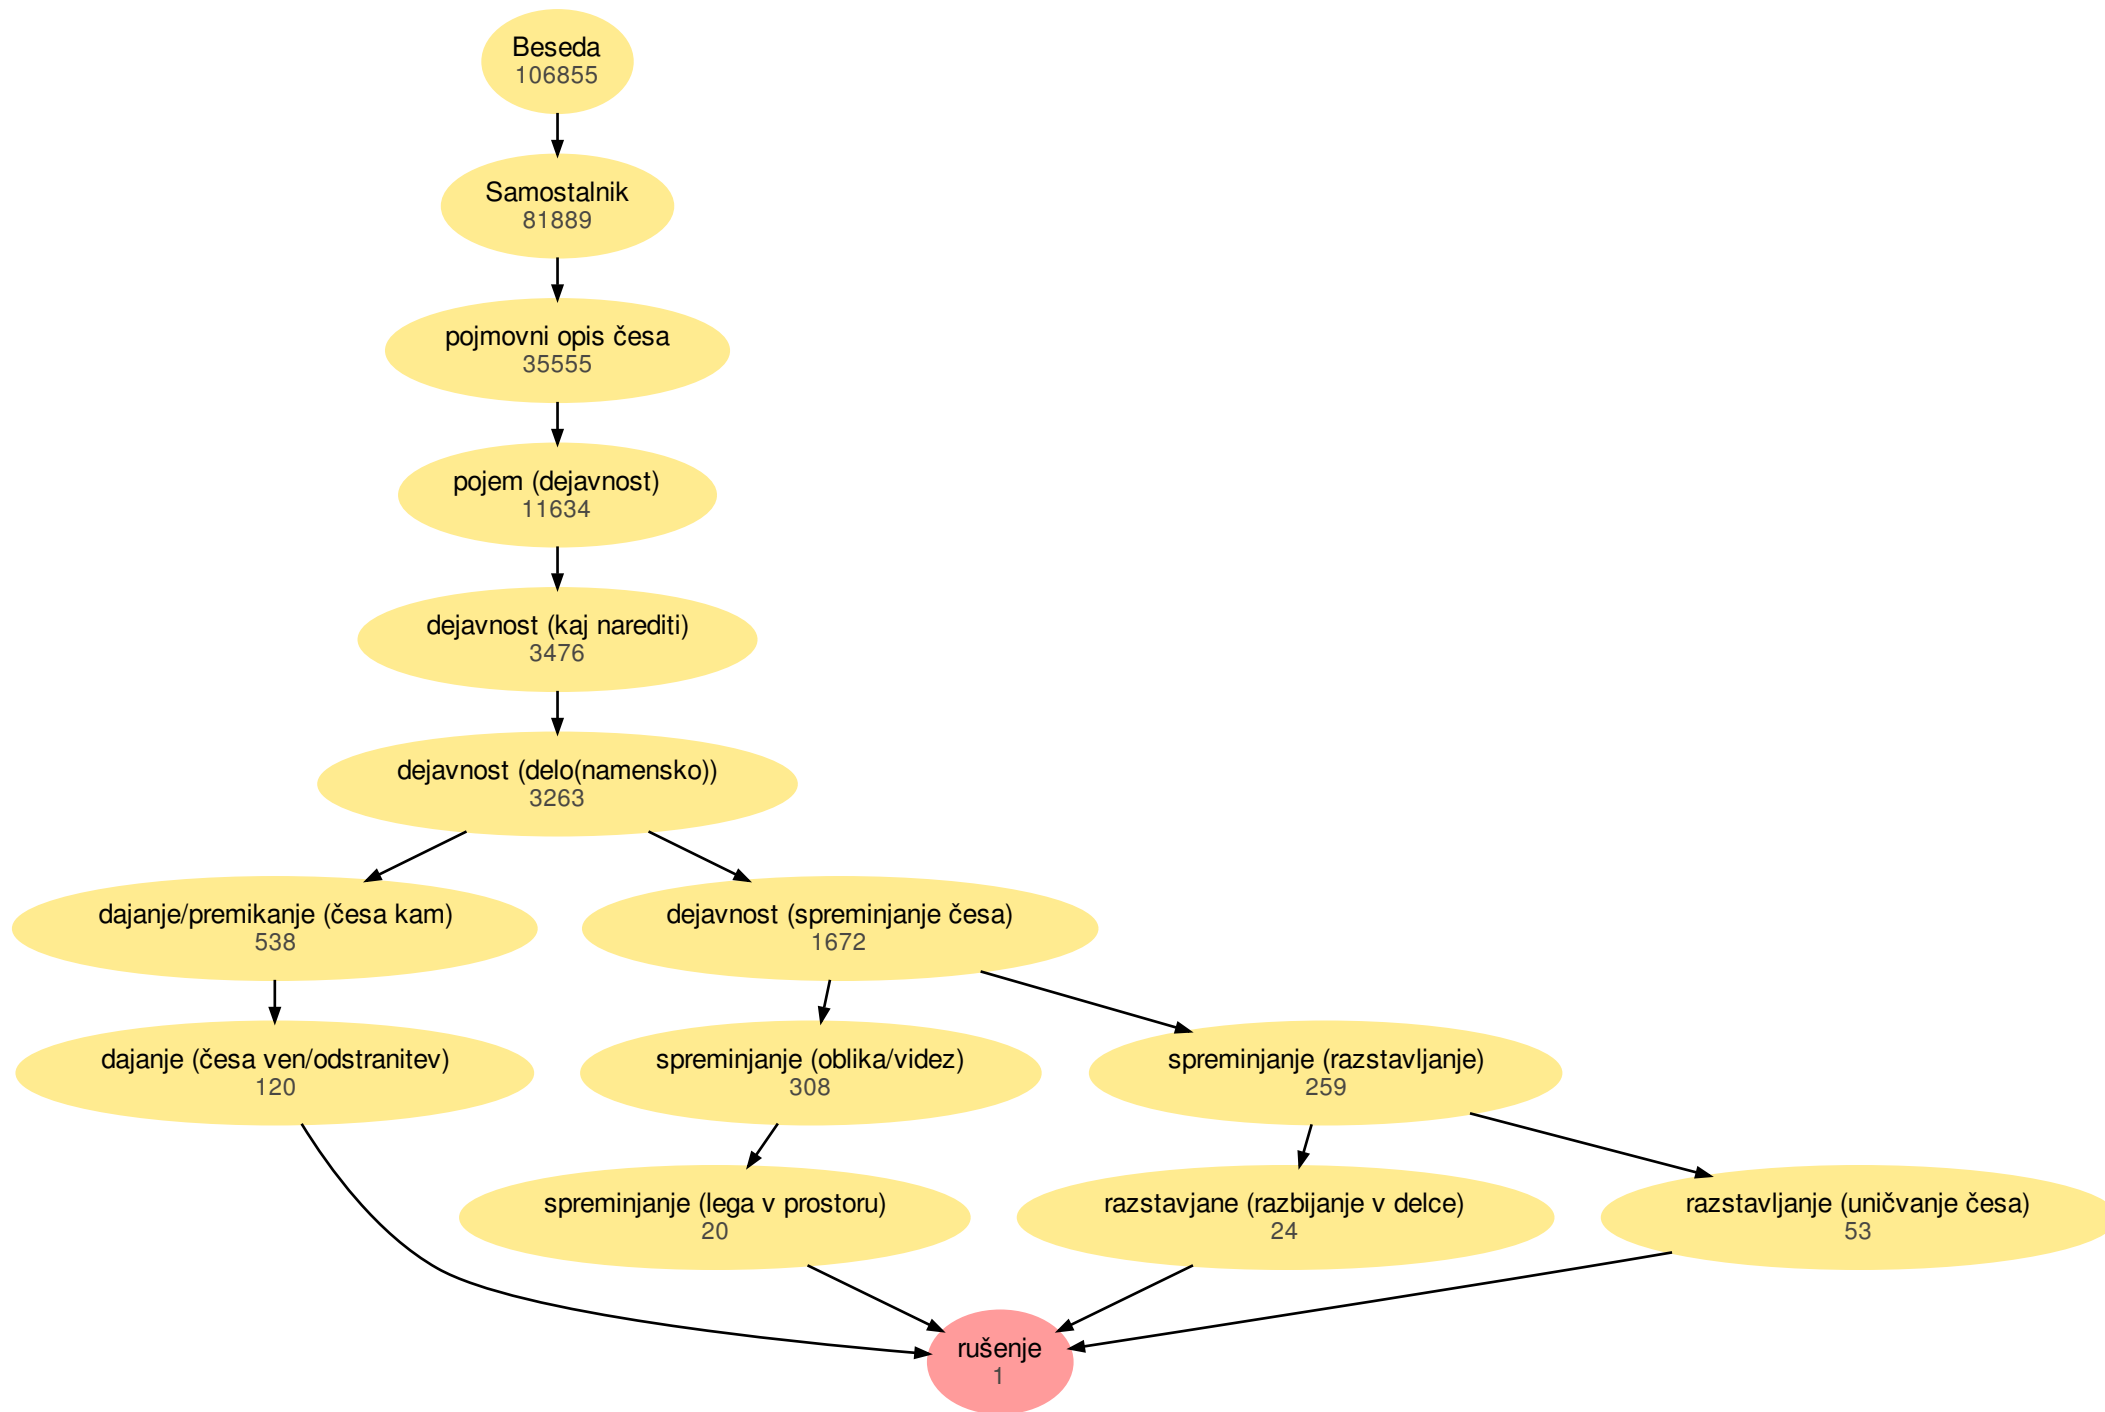 Beseda
106855
Samostalnik
81889
pojmovni opis česa
35555
pojem (dejavnost)
11634
dejavnost (kaj narediti)
3476
dejavnost (delo(namensko))
3263
dajanje/premikanje (česa kam)
538
dejavnost (spreminjanje česa)
1672
dajanje (česa ven/odstranitev)
120
spreminjanje (oblika/videz)
308
spreminjanje (razstavljanje)
259
spreminjanje (lega v prostoru)
20
razstavjane (razbijanje v delce)
24
razstavljanje (uničvanje česa)
53
rušenje
1